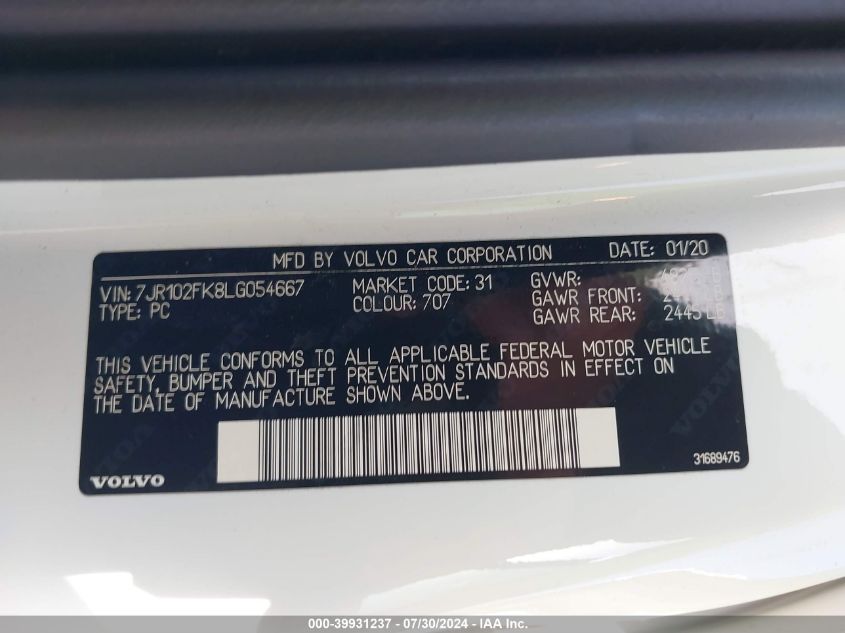 MFD BY VOLVO CAR CORPORATION DATE: 01/20
VIN: 7JR102FK8LG054667 MARKET CODE: 31 GVWR:
TYPE: PC COLOUR: 707 GAWR FRONT:
GAWR REAR: 2445 LB
THIS VEHICLE CONFORMS TO ALL APPLICABLE FEDERAL MOTOR VEHICLE
SAFETY, BUMPER AND THEFT PREVENTION STANDARDS IN EFFECT ON
THE DATE OF MANUFACTURE SHOWN ABOVE.
VOLVO 31689476
000-39931237 - 07/30/2024 - IAA Inc.